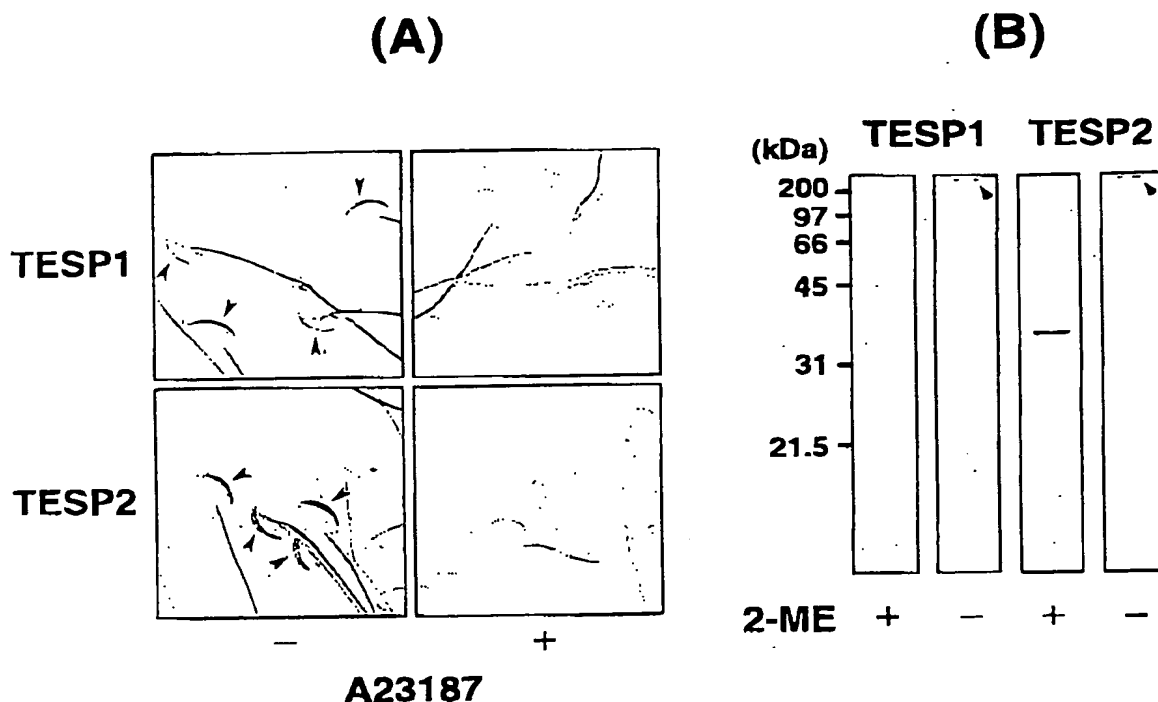 (A)
(B)
TESP1
TESP2
− +
A23187
(kDa)
TESP1 TESP2
200
97
66
45
31
21.5
2-ME + − + −